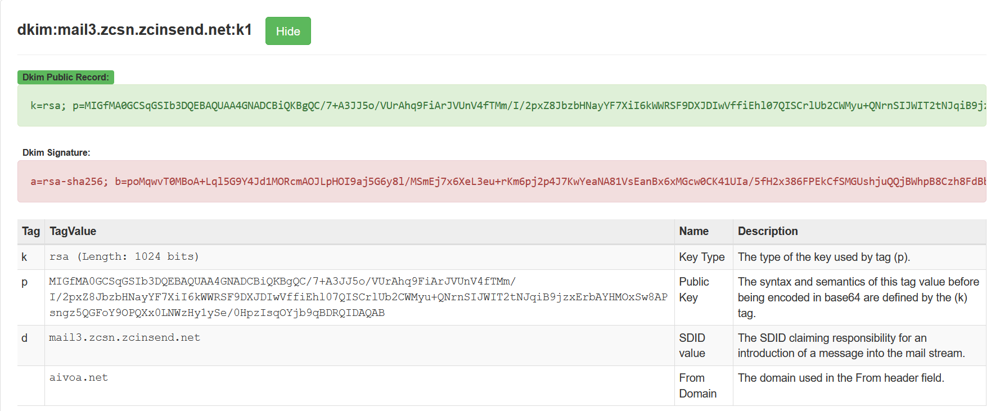 dkim:mail3.zcsn.zcinsend.net:k1
Hide
Dkim Public Record:
k=rsa; p=MIGfMA0GCSqGSIb3DQEBAQUAA4GNADCBiQKBgQC/7+A3JJ5o/VUrAhq9FiArJVUnV4fTMm/I/2pxZ8JbzbHNayYF7XiI6kWWRSF9DXJDIwVffiEhl07QISCrlUb2CWMyu+QNrnSIJWIT2tNJqiB9jz
Dkim Signature:
a=rsa-sha256; b=poMqwvT0MBoA+Lql5G9Y4Jd1MORcmAOJLpHOI9aj5G6y8l/MSmEj7x6XeL3eu+rKm6pj2p4J7KwYeaNA81VsEanBx6xMGcw0CK41UIa/5fH2x386FPEkCfSMGUshjuQQjBWhpB8Czh8FdBb
Tag TagValue Name Description
k rsa (Length: 1024 bits) Key Type The type of the key used by tag (p).
p MIGfMA0GCSqGSIb3DQEBAQUAA4GNADCBiQKBgQC/7+A3JJ5o/VUrAhq9FiArJVUnV4fTMm/
I/2pxZ8JbzbHNayYF7XiI6kWWRSF9DXJDIwVffiEhl07QISCrlUb2CWMyu+QNrnSIJWIT2tNJqiB9jzxErbAYHMOxSw8AP
sngz5QGFoY9OPQXx0LNWzHy1ySe/0HpzIsqOYjb9qBDRQIDAQAB
Public
Key
The syntax and semantics of this tag value before
being encoded in base64 are defined by the (k)
tag.
d mail3.zcsn.zcinsend.net
SDID
value
The SDID claiming responsibility for an
introduction of a message into the mail stream.
aivoa.net
From
Domain
The domain used in the From header field.